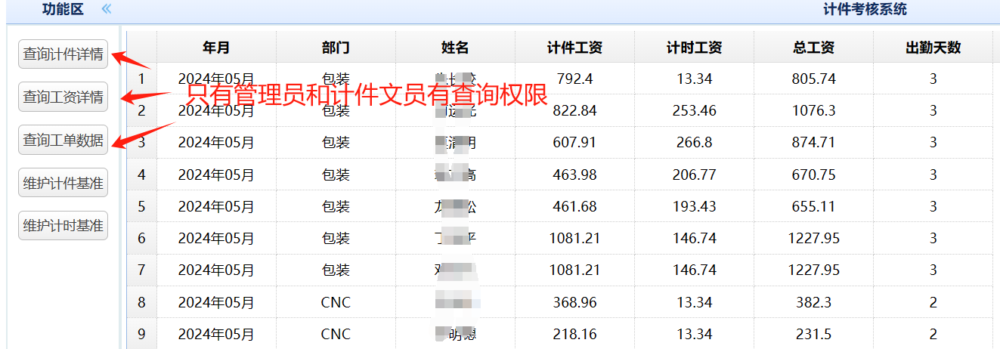 功能区 « 计件考核系统
查询计件详情
查询工资详情
查询工单数据
维护计件基准
维护计时基准
只有管理员和计件文员有查询权限
年月 部门 姓名 计件工资 计时工资 总工资 出勤天数
1 2024年05月 包装 792.4 13.34 805.74 3
2 2024年05月 包装 822.84 253.46 1076.3 3
3 2024年05月 包装 607.91 266.8 874.71 3
4 2024年05月 包装 高 463.98 206.77 670.75 3
5 2024年05月 包装 龙 松 461.68 193.43 655.11 3
6 2024年05月 包装 丁 平 1081.21 146.74 1227.95 3
7 2024年05月 包装 1081.21 146.74 1227.95 3
8 2024年05月 CNC 368.96 13.34 382.3 2
9 2024年05月 CNC 明德 218.16 13.34 231.5 2